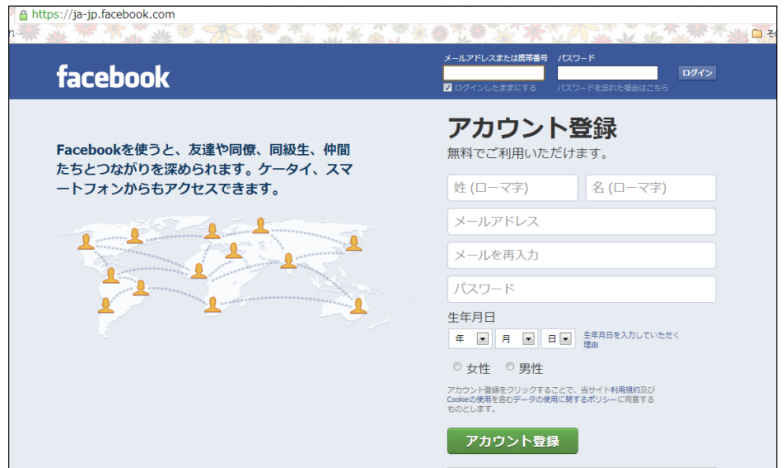 https://ja-jp.facebook.com
れ…
facebook
メールアドレスまたは携帯番号 パスワード
ログイン
ログインしたままにする パスワードを忘れた場合はこちら
Facebookを使うと、友達や同僚、同級生、仲間
たちとつながりを深められます。ケータイ、スマ
ートフォンからもアクセスできます。
アカウント登録
無料でご利用いただけます。
姓 (ローマ字) 名 (ローマ字)
メールアドレス
メールを再入力
パスワード
生年月日
年 月 日 生年月日を入力していただく
理由
女性 男性
アカウント登録をクリックすることで、当サイト利用規約及び
Cookieの使用を含むデータの使用に関するポリシーに同意する
ものとします。
アカウント登録